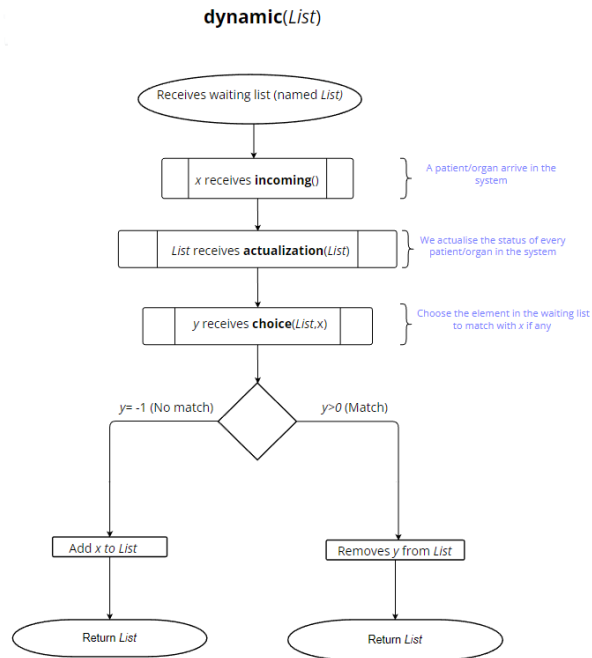 dynamic(List)
Receives waiting list (named List)
x receives incoming()
A patient/organ arrive in the
system
List receives actualization(List)
We actualise the status of every
patient/organ in the system
y receives choice(List,x)
Choose the element in the waiting list
to match with x if any
y= -1 (No match)
y>0 (Match)
Add x to List
Removes y from List
Return List
Return List